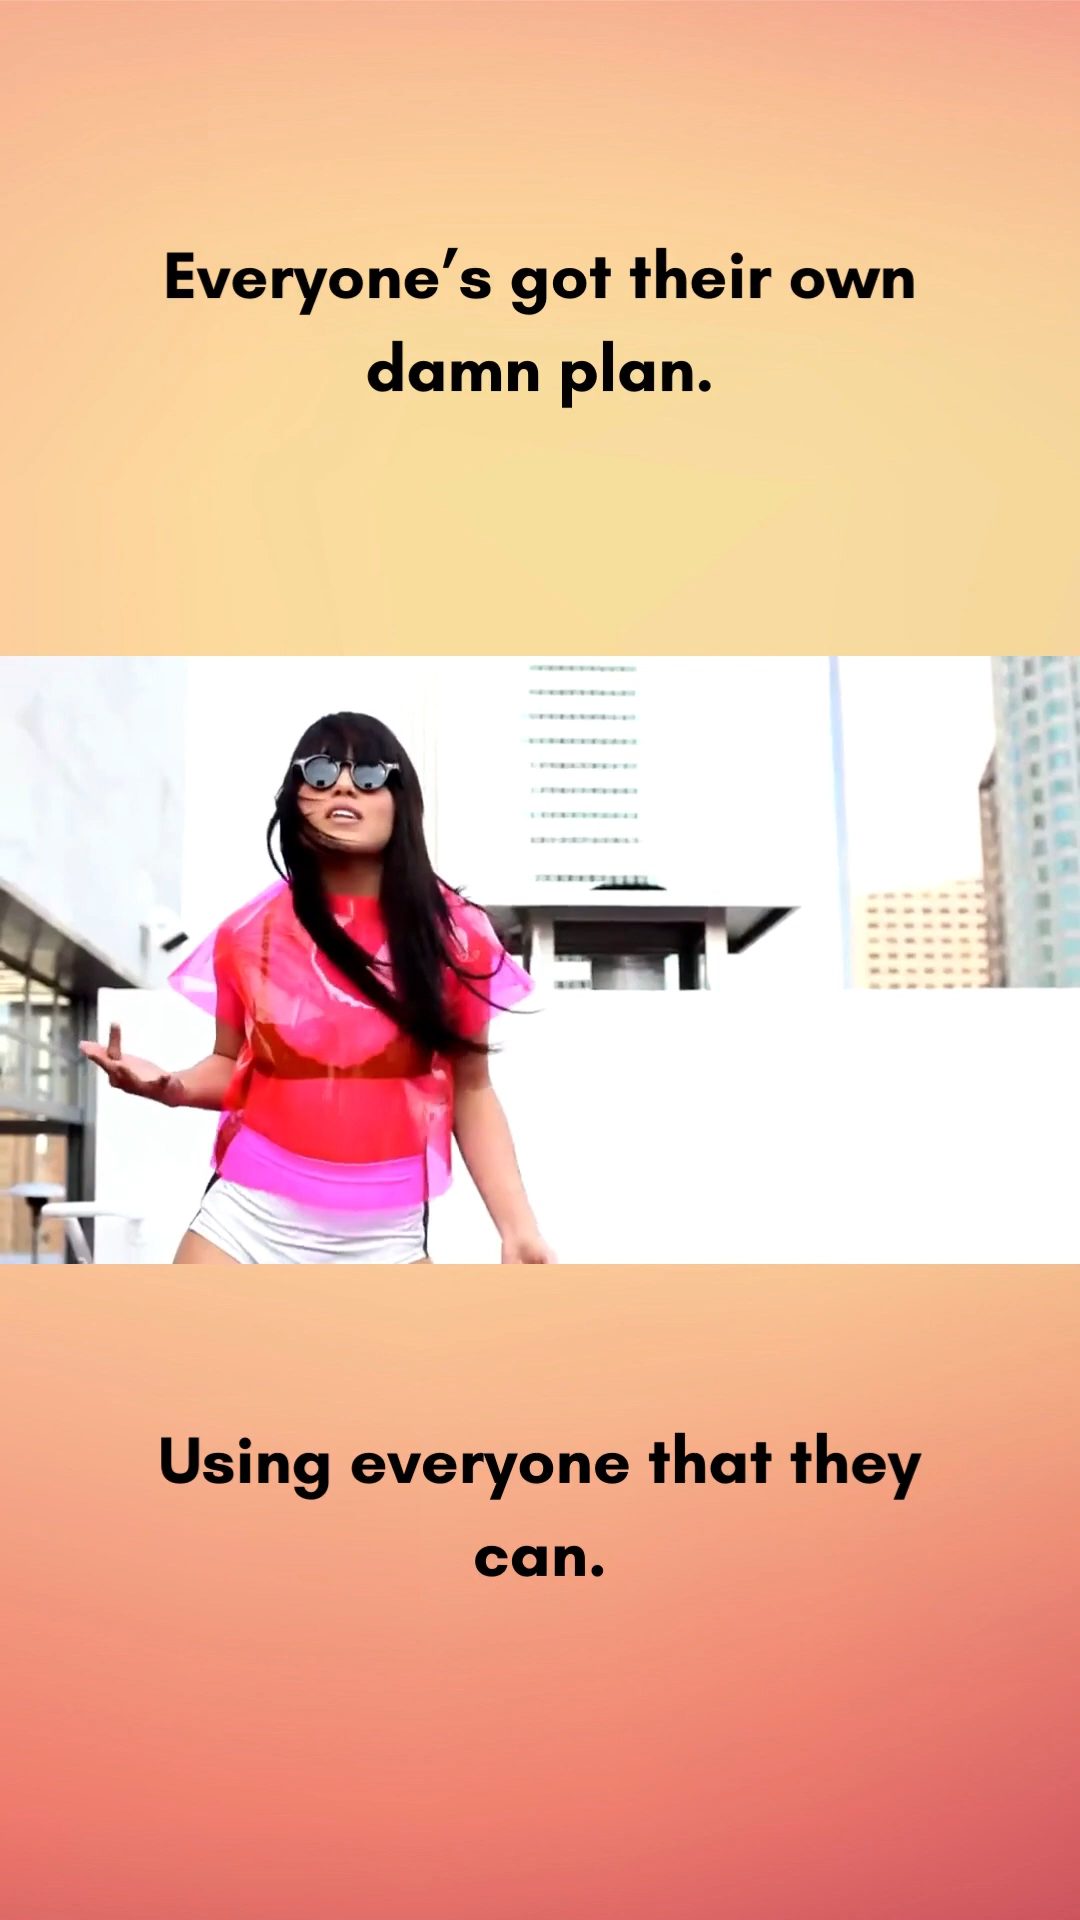 Everyone’s got their own
damn plan.
Using everyone that they
can.